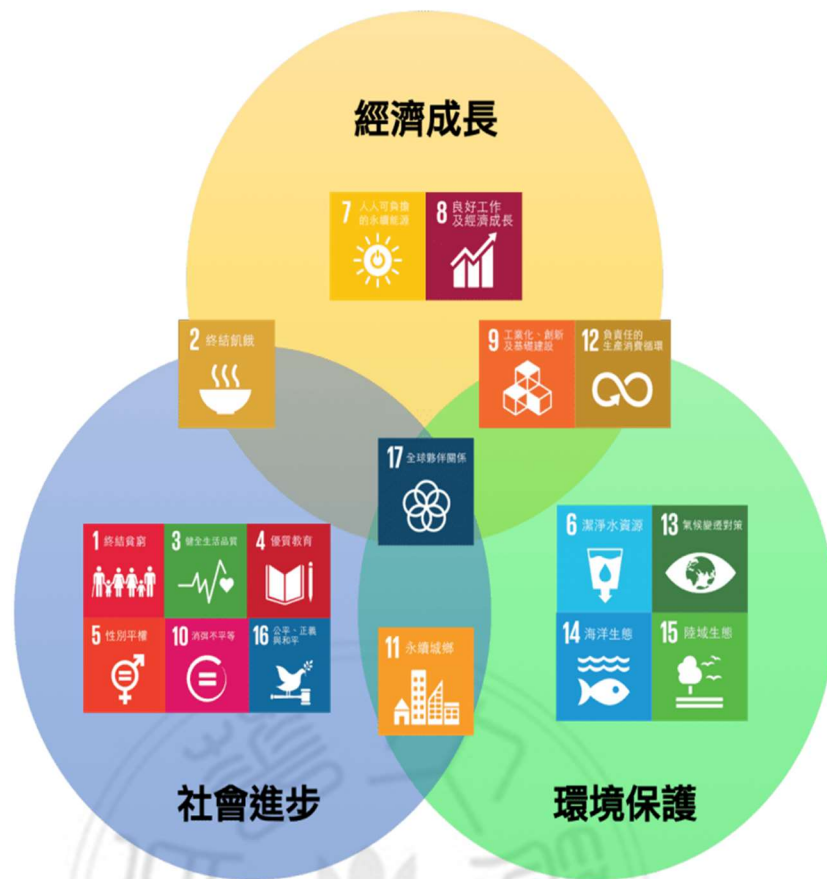 經濟成長
7 人人可負擔
的永續能源
8 良好工作
及經濟成長
2 終結飢餓
9 工業化、創新
及基礎建設
12 負責任的
生產消費循環
17 全球夥伴關係
1 終結貧窮
3 健全生活品質
4 優質教育
5 性別平權
10 消弭不平等
16 公平、正義
與和平
6 潔淨水資源
13 氣候變遷對策
14 海洋生態
15 陸域生態
11 永續城鄉
社會進步
環境保護